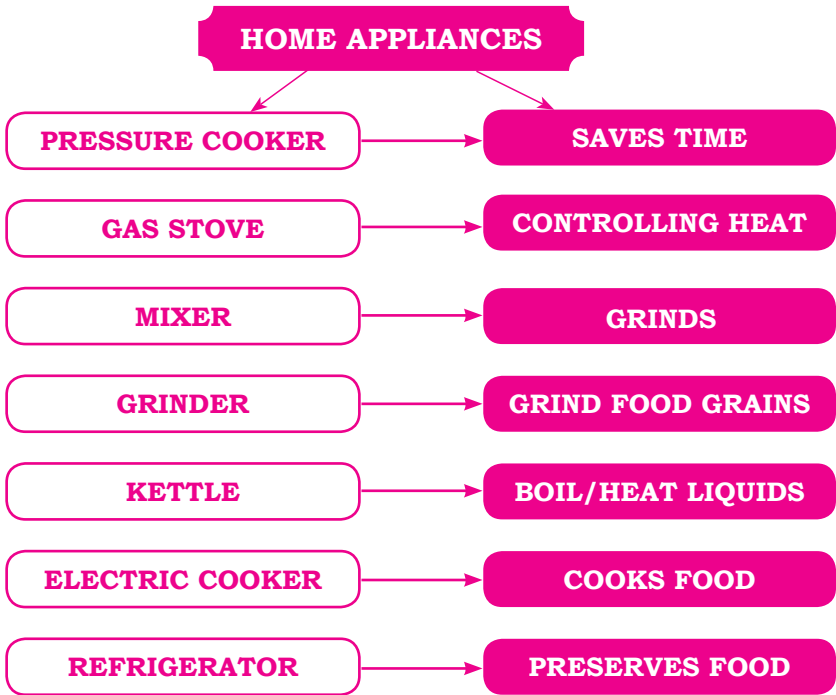 HOME APPLIANCES
PRESSURE COOKER
SAVES TIME
GAS STOVE
CONTROLLING HEAT
MIXER
GRINDS
GRINDER
GRIND FOOD GRAINS
KETTLE
BOIL/HEAT LIQUIDS
ELECTRIC COOKER
COOKS FOOD
REFRIGERATOR
PRESERVES FOOD